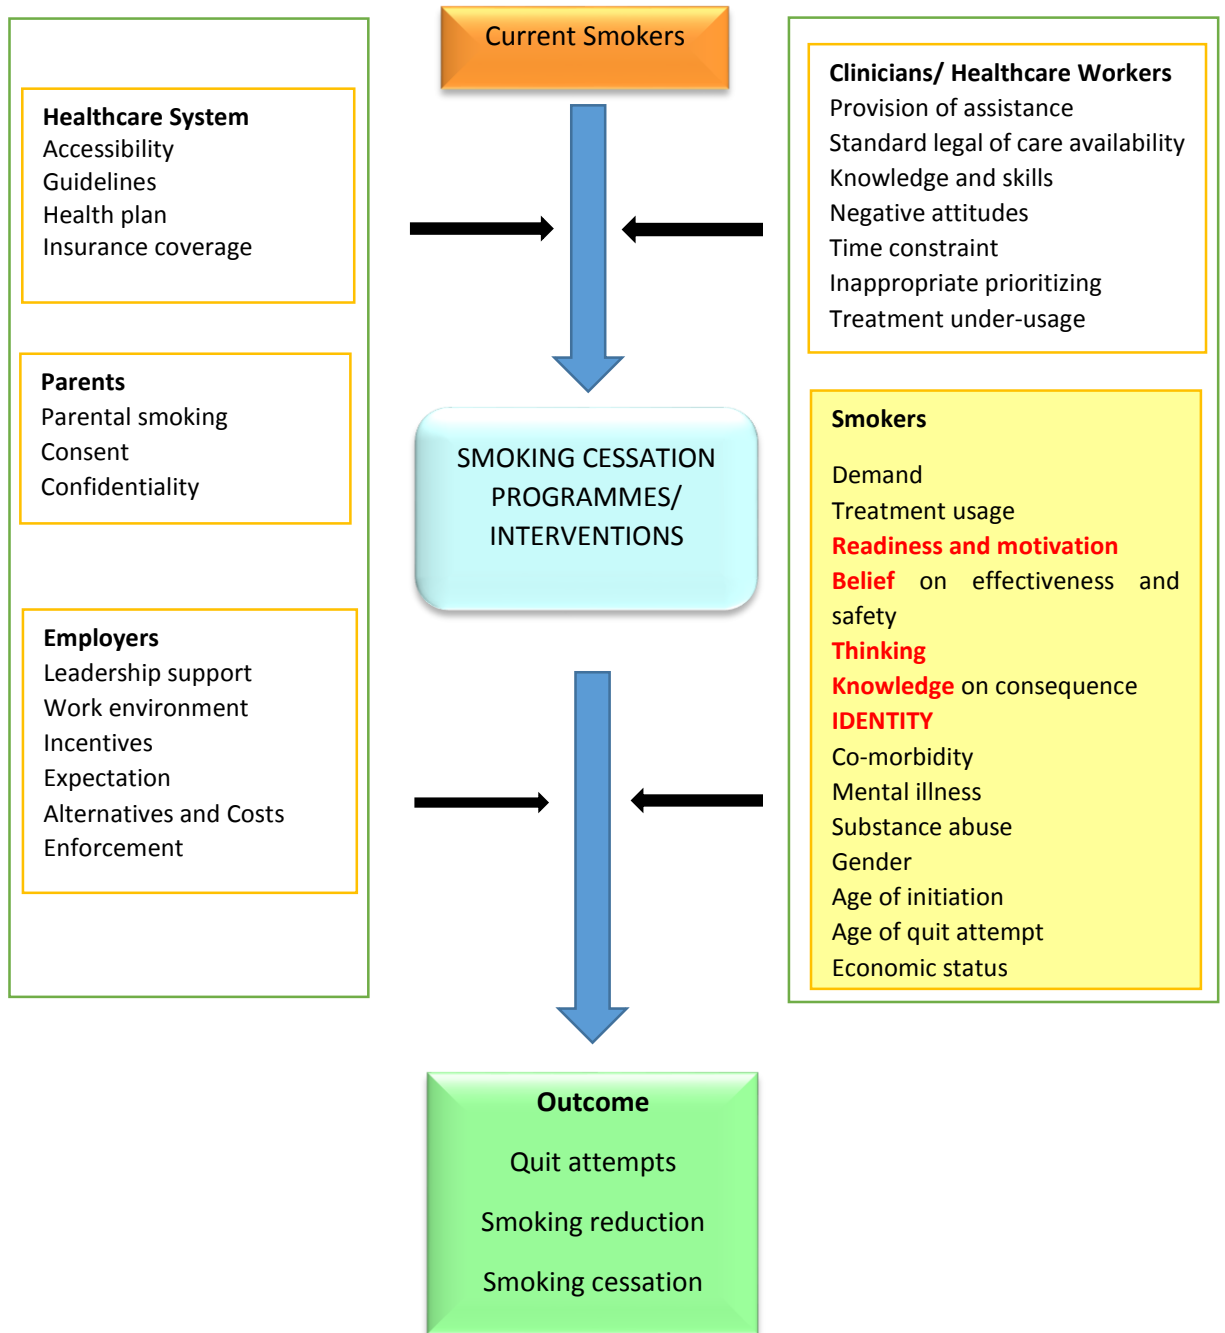 Current Smokers
Healthcare System
Accessibility
Guidelines
Health plan
Insurance coverage
Parents
Parental smoking
Consent
Confidentiality
Employers
Leadership support
Work environment
Incentives
Expectation
Alternatives and Costs
Enforcement
SMOKING CESSATION
PROGRAMMES/
INTERVENTIONS
Clinicians/ Healthcare Workers
Provision of assistance
Standard legal of care availability
Knowledge and skills
Negative attitudes
Time constraint
Inappropriate prioritizing
Treatment under-usage
Smokers
Demand
Treatment usage
Readiness and motivation
Belief on effectiveness and
safety
Thinking
Knowledge on consequence
IDENTITY
Co-morbidity
Mental illness
Substance abuse
Gender
Age of initiation
Age of quit attempt
Economic status
Outcome
Quit attempts
Smoking reduction
Smoking cessation